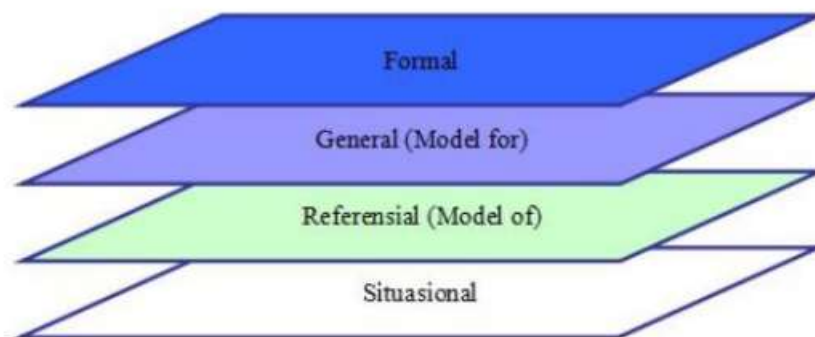 Formal
General (Model for)
Referensial (Model of)
Situasional